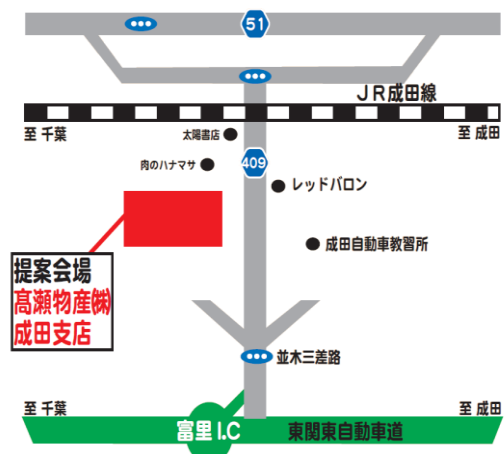 51
JR成田線
至 千葉
至 成田
太陽書店
肉のハナマサ
409
レッドバロン
成田自動車教習所
提案会場
高瀬物産㈱
成田支店
並木三差路
至 千葉
至 成田
富里I.C
東関東自動車道